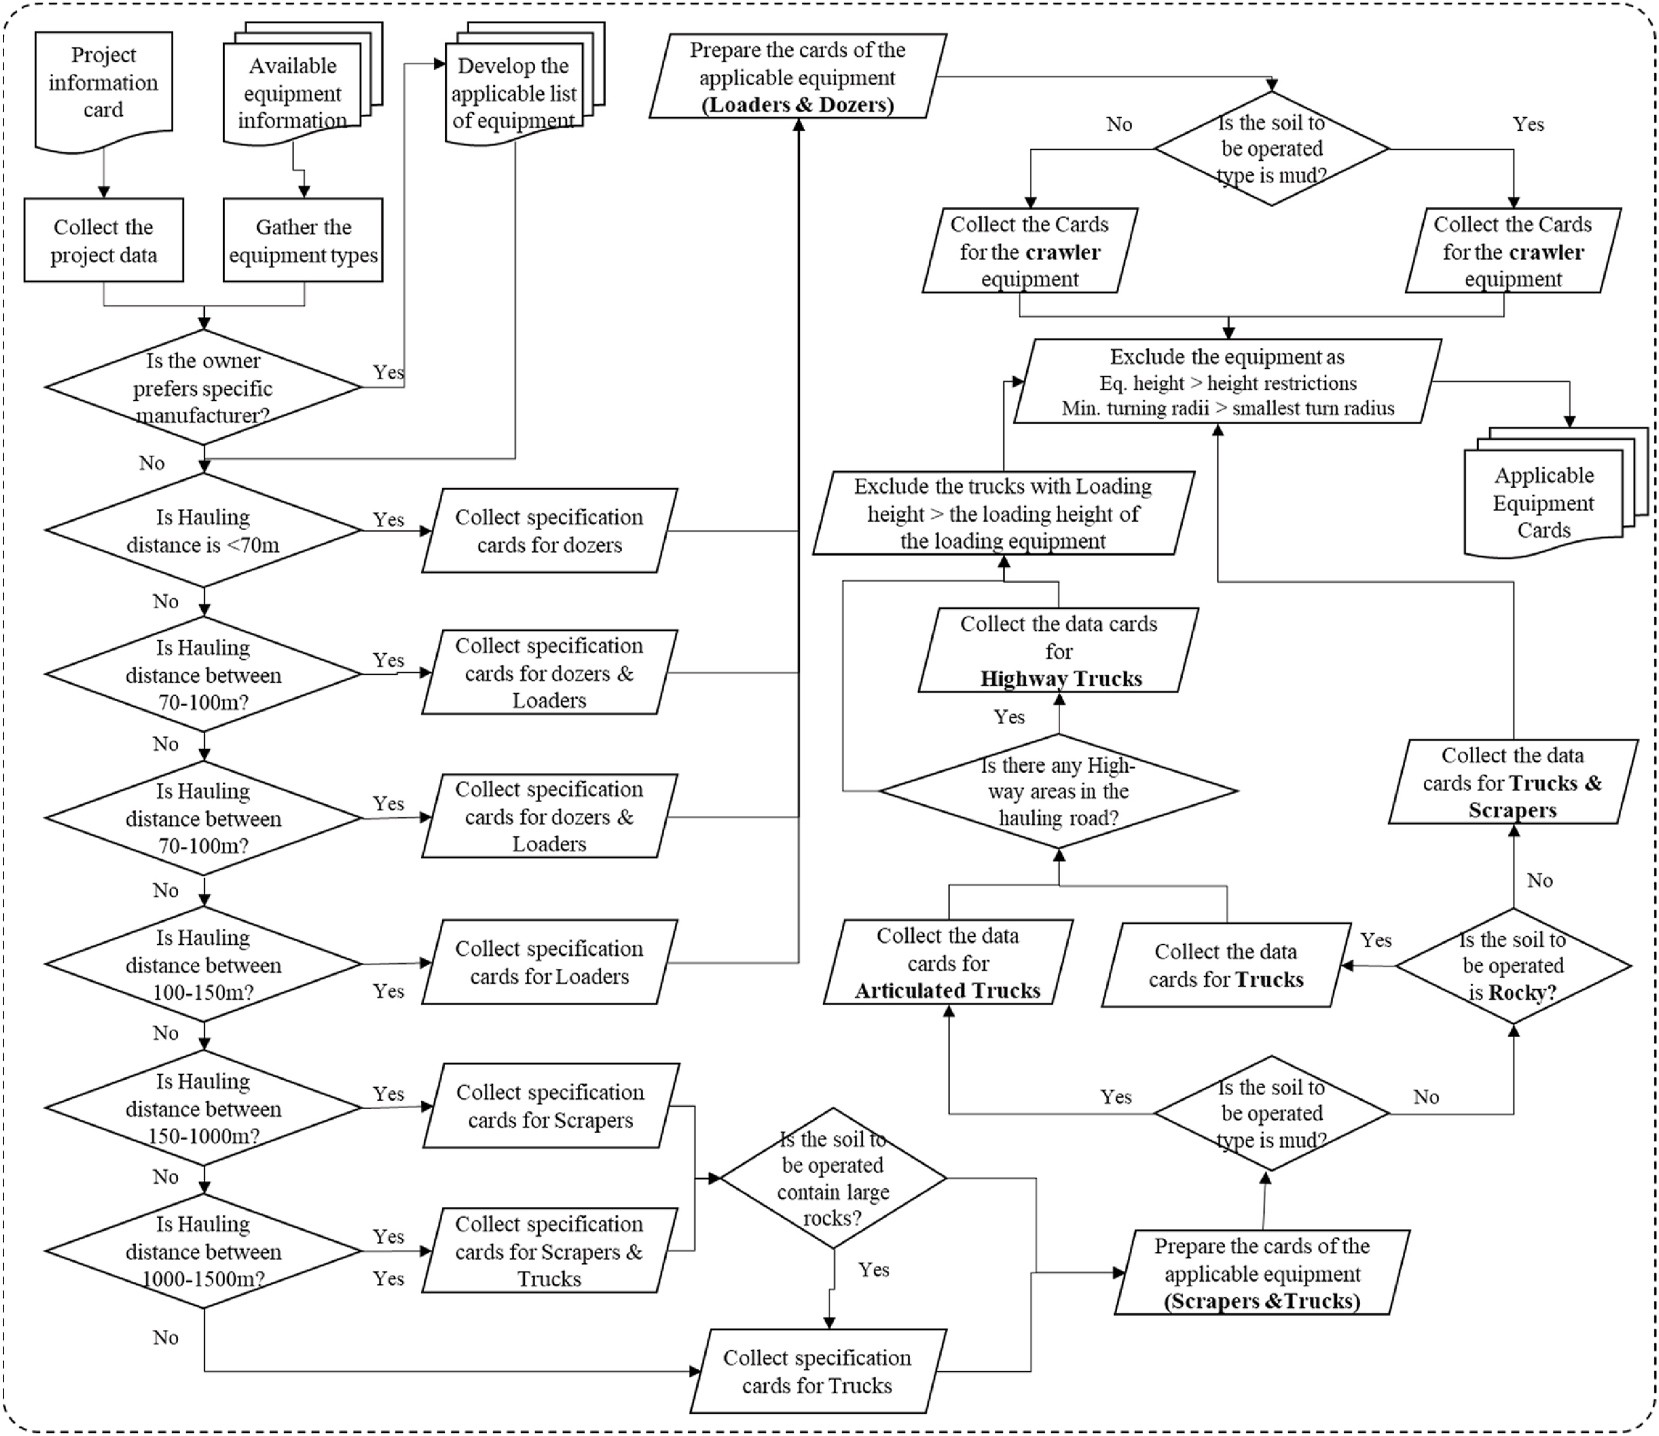 Project
information
card
Available
equipment
information
Develop the
applicable list
of equipment
Collect the
project data
Gather the
equipment types
Is the owner
prefers specific
manufacturer?
Yes
No
Is Hauling
distance is <70m
Yes
Collect specification
cards for dozers
No
Is Hauling
distance between
70-100m?
Yes
Collect specification
cards for dozers &
Loaders
No
Is Hauling
distance between
70-100m?
Yes
Collect specification
cards for dozers &
Loaders
No
Is Hauling
distance between
100-150m?
Yes
Collect specification
cards for Loaders
No
Is Hauling
distance between
150-1000m?
Yes
Collect specification
cards for Scrapers
No
Is Hauling
distance between
1000-1500m?
Yes
Yes
Collect specification
cards for Scrapers &
Trucks
No
Is the soil to
be operated
contain large
rocks?
Yes
Collect specification
cards for Trucks
Prepare the cards of the
applicable equipment
(Loaders & Dozers)
Is the soil to
be operated
type is mud?
No
Yes
Collect the Cards
for the crawler
equipment
Collect the Cards
for the crawler
equipment
Exclude the equipment as
Eq. height > height restrictions
Min. turning radii > smallest turn radius
Applicable
Equipment
Cards
Exclude the trucks with Loading
height > the loading height of
the loading equipment
Collect the data cards
for
Highway Trucks
Yes
Is there any High-
way areas in the
hauling road?
Collect the data
cards for Trucks &
Scrapers
No
Collect the data
cards for
Articulated Trucks
Collect the data
cards for Trucks
Yes
Is the soil to
be operated
is Rocky?
Yes
Is the soil to
be operated
type is mud?
No
Prepare the cards of the
applicable equipment
(Scrapers &Trucks)